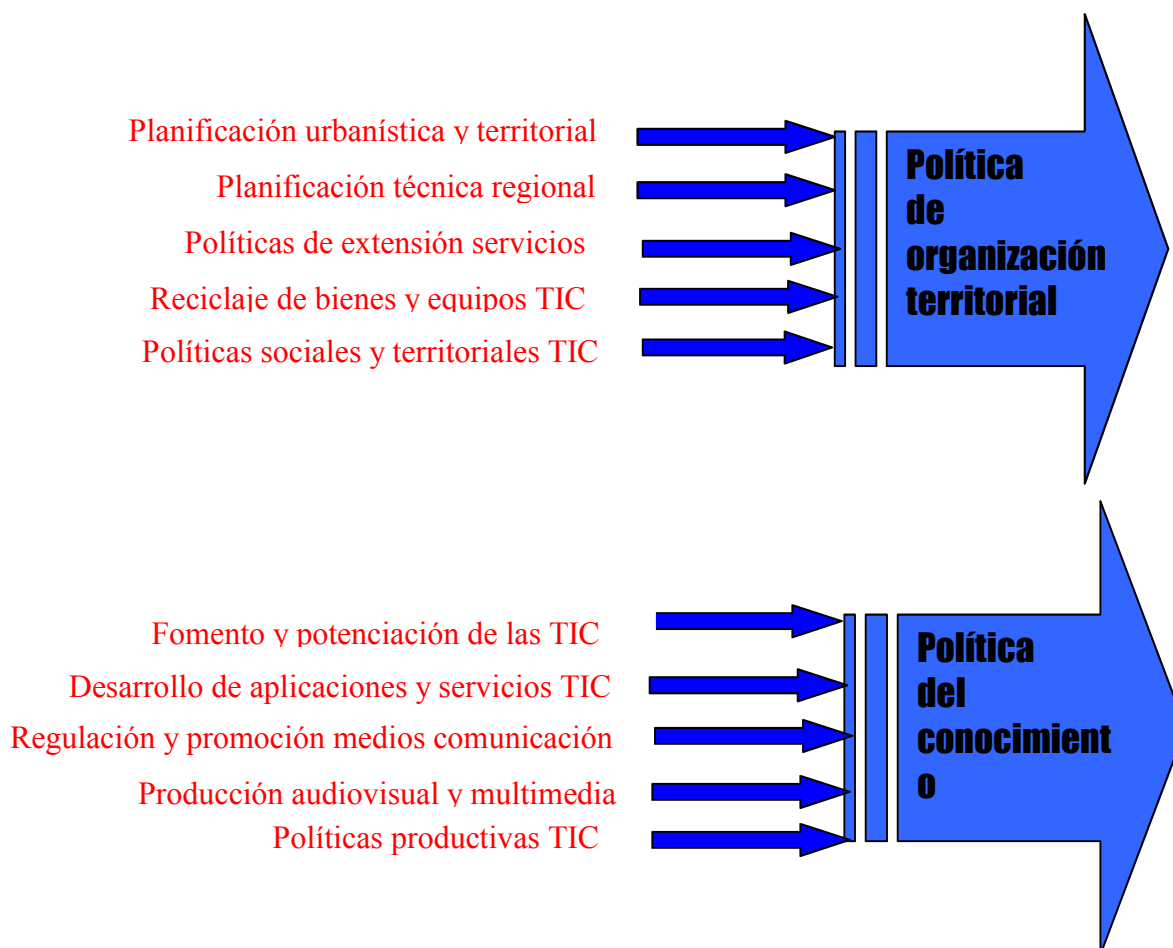 Planificación urbanística y territorial
Planificación técnica regional
Políticas de extensión servicios
Reciclaje de bienes y equipos TIC
Políticas sociales y territoriales TIC
Política
de
organización
territorial
Fomento y potenciación de las TIC
Desarrollo de aplicaciones y servicios TIC
Regulación y promoción medios comunicación
Producción audiovisual y multimedia
Políticas productivas TIC
Política
del
conocimient
o